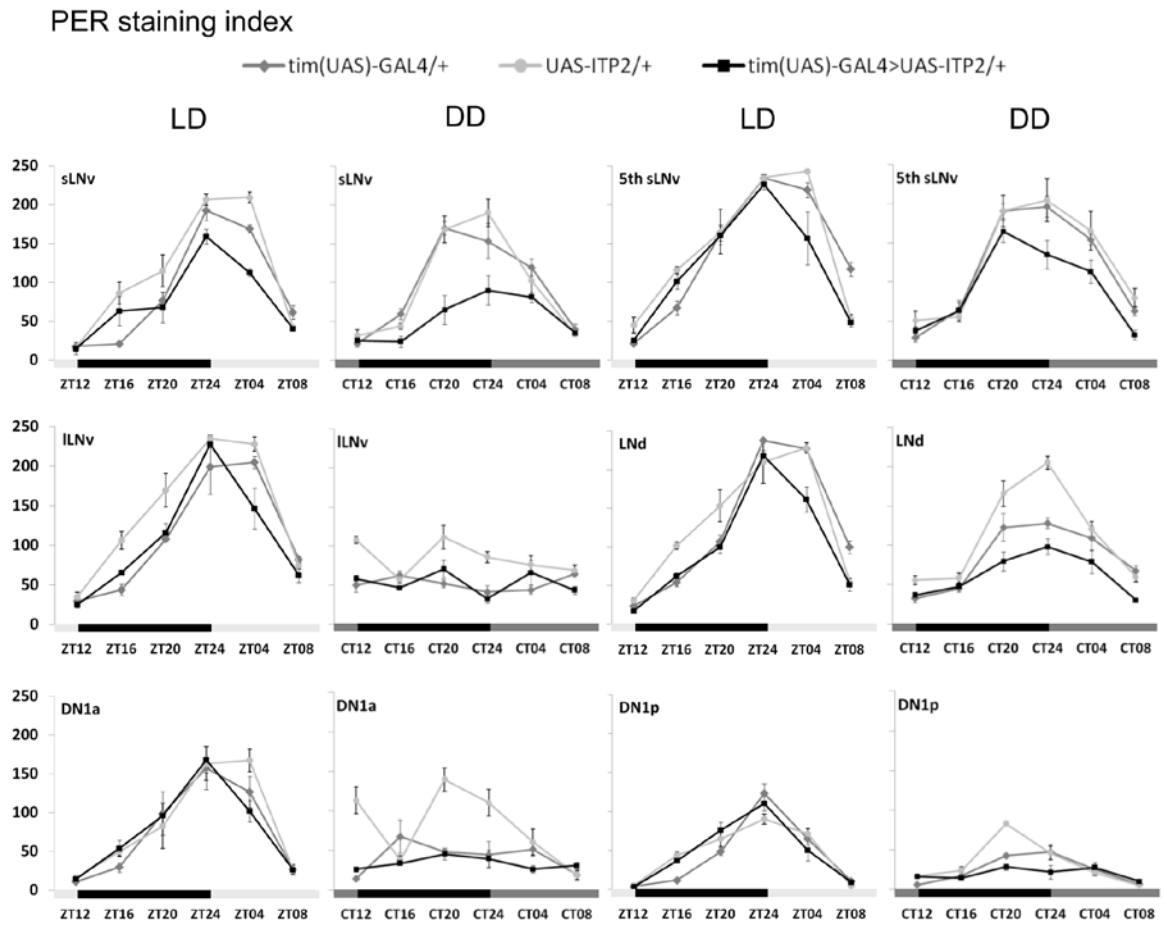 PER staining index
tim(UAS)-GAL4/+ UAS-ITP2/+ tim(UAS)-GAL4>UAS-ITP2/+
LD DD LD DD
250 sLNv sLNv 5th sLNv 5th sLNv
200
150
100
50
0
ZT12 ZT16 ZT20 ZT24 ZT04 ZT08 CT12 CT16 CT20 CT24 CT04 CT08 ZT12 ZT16 ZT20 ZT24 ZT04 ZT08 CT12 CT16 CT20 CT24 CT04 CT08
250 lLNv lLNv LNd LNd
200
150
100
50
0
ZT12 ZT16 ZT20 ZT24 ZT04 ZT08 CT12 CT16 CT20 CT24 CT04 CT08 ZT12 ZT16 ZT20 ZT24 ZT04 ZT08 CT12 CT16 CT20 CT24 CT04 CT08
250 DN1a DN1a DN1p DN1p
200
150
100
50
0
ZT12 ZT16 ZT20 ZT24 ZT04 ZT08 CT12 CT16 CT20 CT24 CT04 CT08 ZT12 ZT16 ZT20 ZT24 ZT04 ZT08 CT12 CT16 CT20 CT24 CT04 CT08